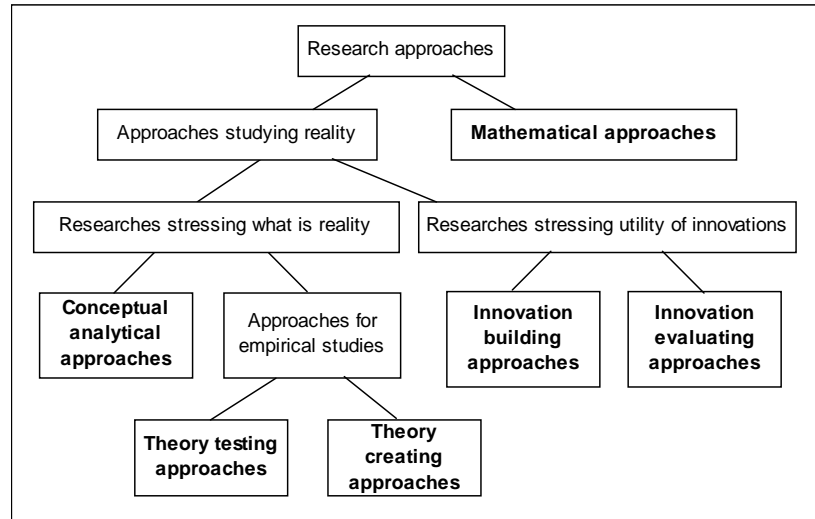 Research approaches
Approaches studying reality
Mathematical approaches
Researches stressing what is reality
Researches stressing utility of innovations
Conceptual
analytical
approaches
Approaches for
empirical studies
Innovation
building
approaches
Innovation
evaluating
approaches
Theory testing
approaches
Theory
creating
approaches